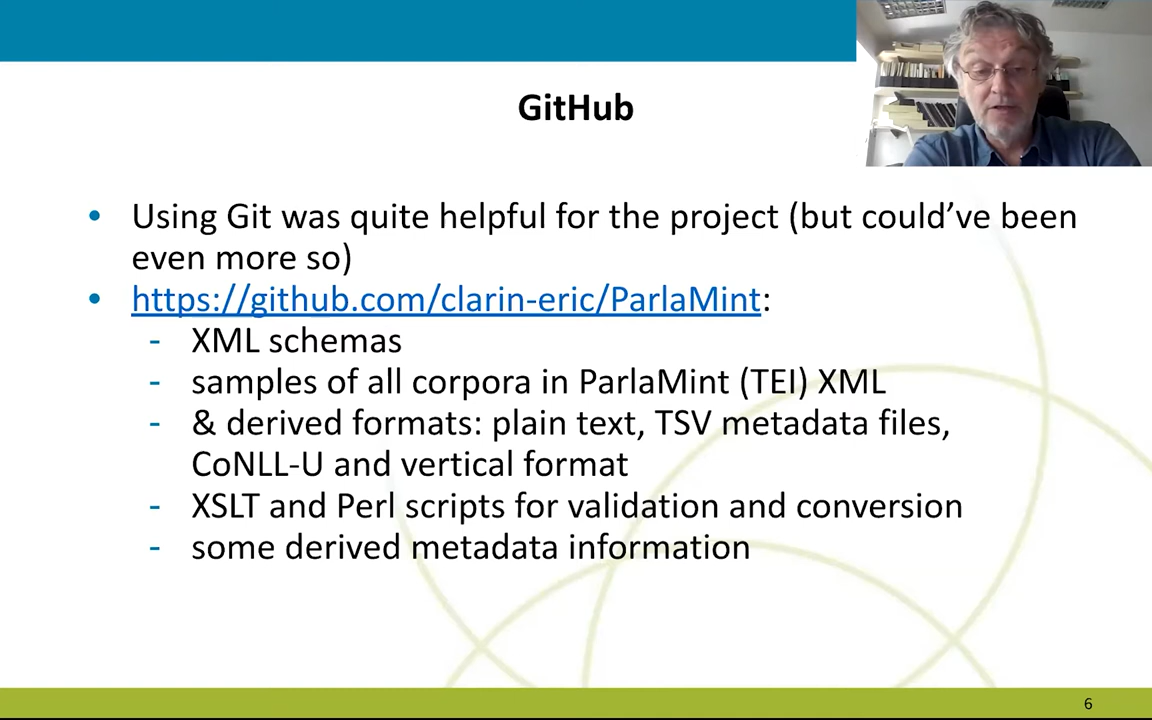 GitHub
• Using Git was quite helpful for the project (but could’ve been
even more so)
• https://github.com/clarin-eric/ParlaMint:
- XML schemas
- samples of all corpora in ParlaMint (TEI) XML
- & derived formats: plain text, TSV metadata files,
CoNLL-U and vertical format
- XSLT and Perl scripts for validation and conversion
- some derived metadata information
6